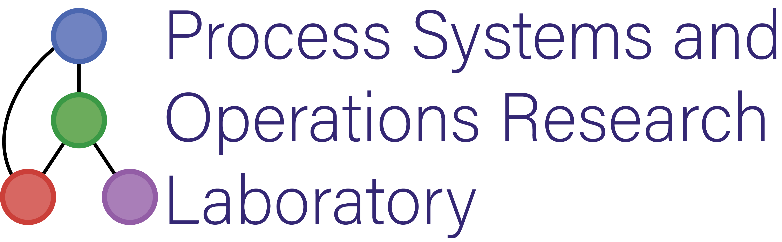 Process Systems and
Operations Research
Laboratory